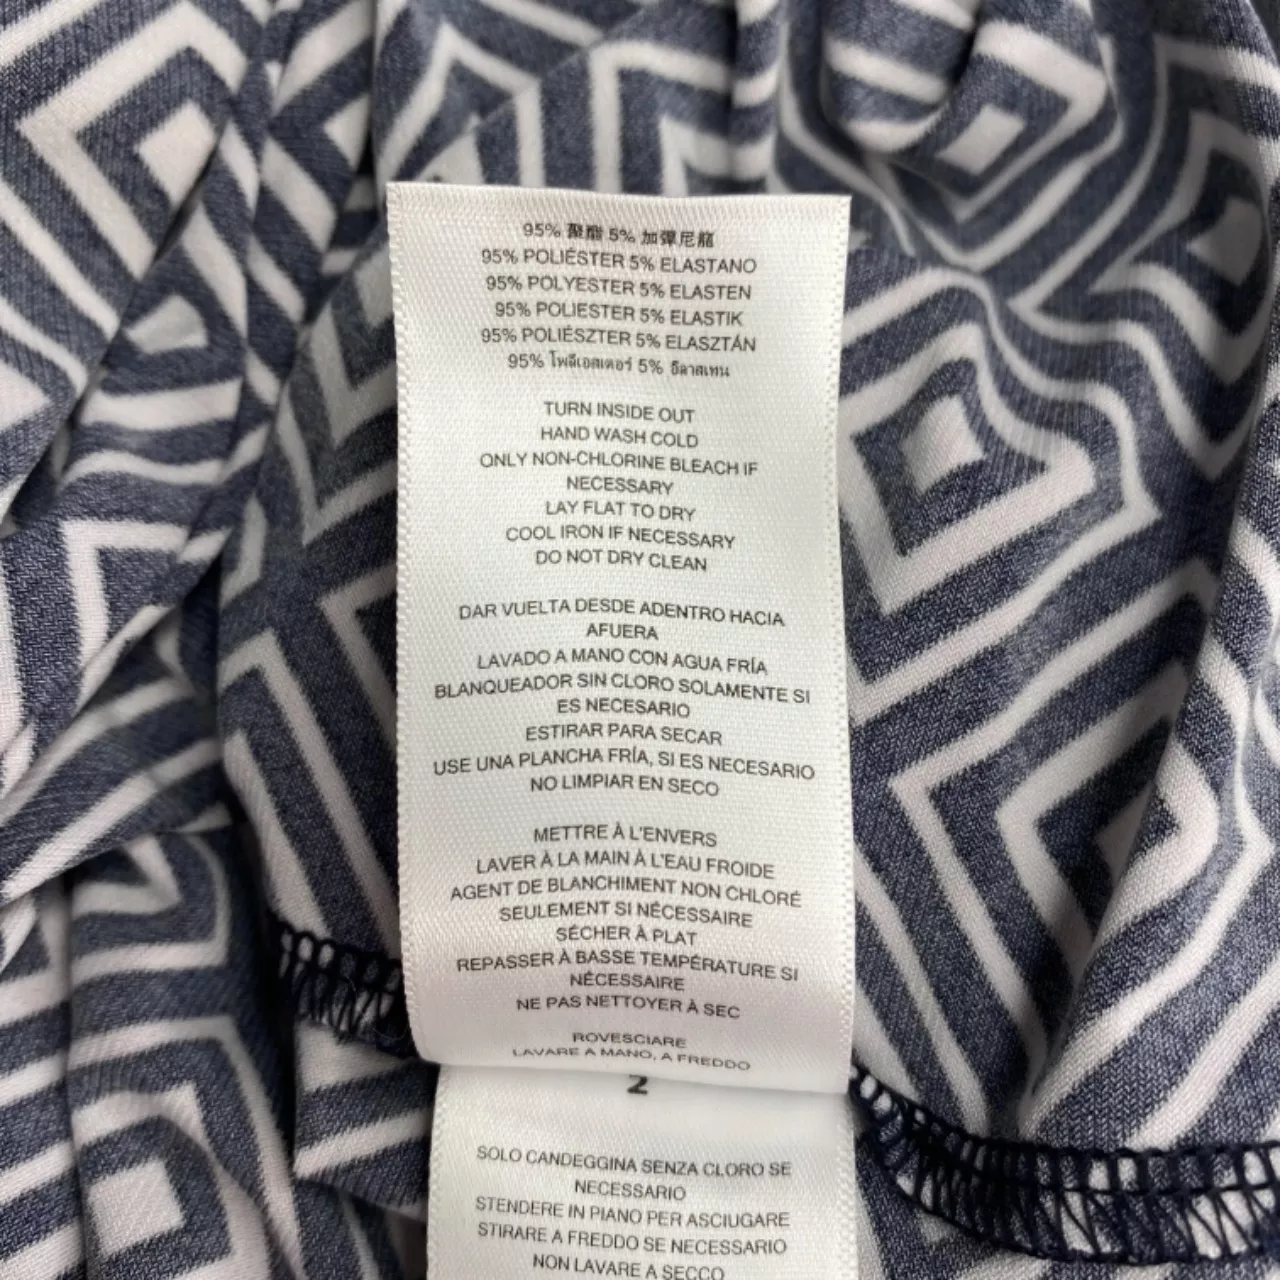 95% 聚酯 5% 加彈尼龍
95% POLIÉSTER 5% ELASTANO
95% POLYESTER 5% ELASTEN
95% POLIESTER 5% ELASTIK
95% POLIÉSZTER 5% ELASZTÁN
95% โพลีเอสเตอร์ 5% อีลาสเทน
TURN INSIDE OUT
HAND WASH COLD
ONLY NON-CHLORINE BLEACH IF
NECESSARY
LAY FLAT TO DRY
COOL IRON IF NECESSARY
DO NOT DRY CLEAN
DAR VUELTA DESDE ADENTRO HACIA
AFUERA
LAVADO A MANO CON AGUA FRÍA
BLANQUEADOR SIN CLORO SOLAMENTE SI
ES NECESARIO
ESTIRAR PARA SECAR
USE UNA PLANCHA FRÍA, SI ES NECESARIO
NO LIMPIAR EN SECO
METTRE À L'ENVERS
LAVER À LA MAIN À L'EAU FROIDE
AGENT DE BLANCHIMENT NON CHLORÉ
SEULEMENT SI NÉCESSAIRE
SÉCHER À PLAT
REPASSER À BASSE TEMPÉRATURE SI
NÉCESSAIRE
NE PAS NETTOYER À SEC
ROVESCIARE
LAVARE A MANO, A FREDDO
2
SOLO CANDEGGINA SENZA CLORO SE
NECESSARIO
STENDERE IN PIANO PER ASCIUGARE
STIRARE A FREDDO SE NECESSARIO
NON LAVARE A SECCO